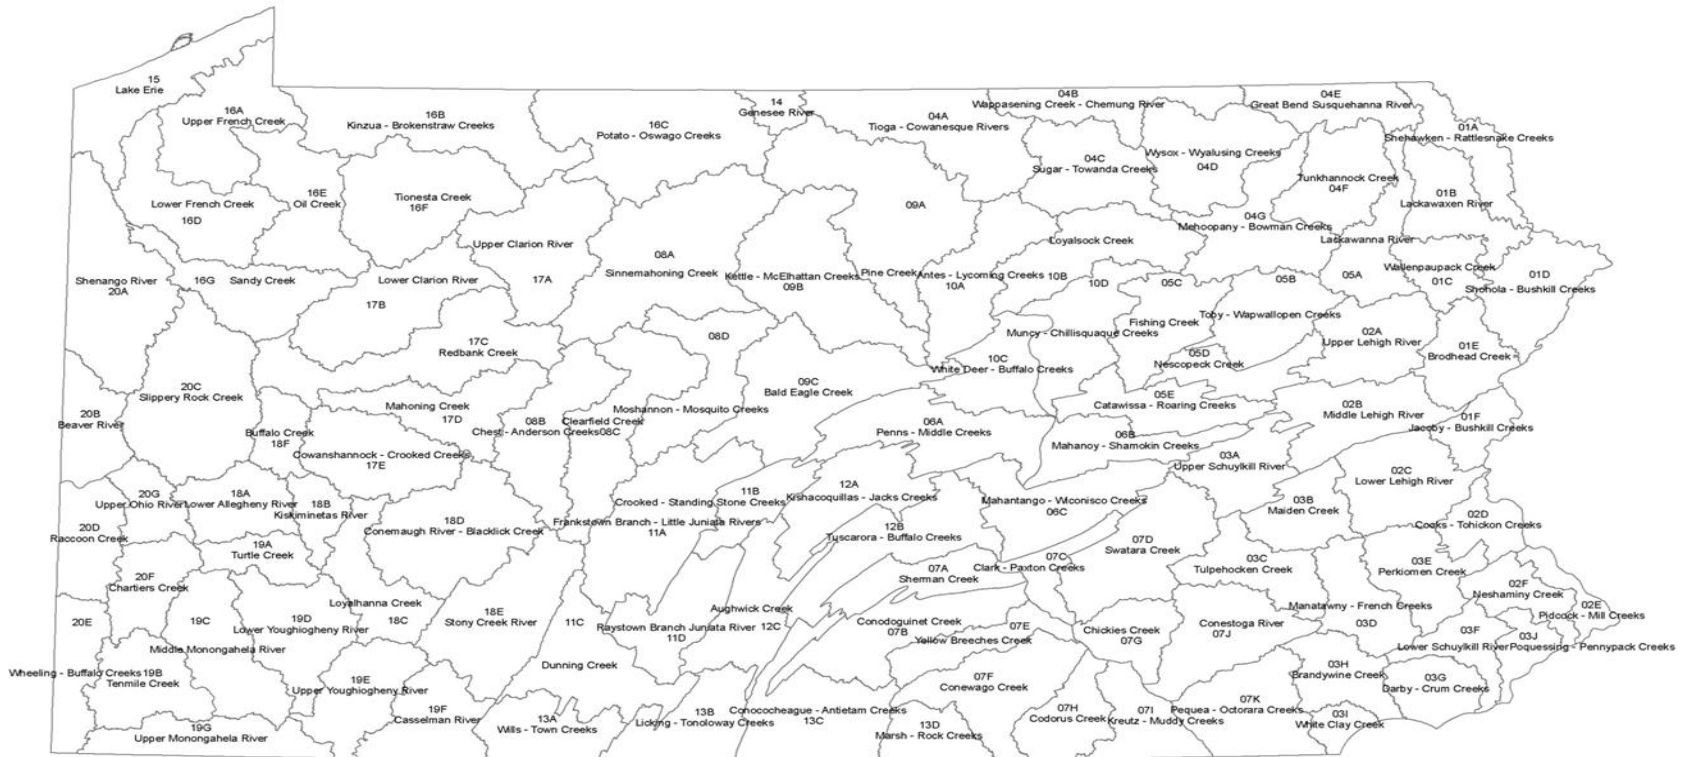 15
Lake Erie
16A
Upper French Creek
16B
Kinzua - Brokenstraw Creeks
16C
Potato - Oswago Creeks
14
Genesee River
04A
Tioga - Cowanesque Rivers
04B
Wappasening Creek - Chemung River
04E
Great Bend Susquehanna River
01A
Shehawken - Rattlesnake Creeks
04C
Sugar - Towanda Creeks
Wysox - Wyalusing Creeks
04D
Tunkhannock Creek
04F
01B
Lackawaxen River
16E
Oil Creek
Tionesta Creek
16F
Lower French Creek
16D
09A
04G
Mehoopany - Bowman Creeks
Loyalsock Creek
10B
Lackawanna River
05A
Upper Clarion River
17A
08A
Sinnemahoning Creek
Kettle - McElhattan Creeks
09B
Pine Creek
Antes - Lycoming Creeks
10A
10D
05C
05B
Wallenpaupack Creek
01C
01D
Shohola - Bushkill Creeks
Shenango River
20A
16G
Sandy Creek
Lower Clarion River
17B
17C
Redbank Creek
08D
Muncy - Chillisquaque Creeks
Fishing Creek
Toby - Wapwallopen Creeks
02A
Upper Lehigh River
01E
Brodhead Creek
05D
Nescopeck Creek
10C
White Deer - Buffalo Creeks
09C
Bald Eagle Creek
20C
Slippery Rock Creek
Mahoning Creek
17D
08B
Chest - Anderson Creeks
Clearfield Creek
08C
Moshannon - Mosquito Creeks
05E
Catawissa - Roaring Creeks
02B
Middle Lehigh River
01F
Jacoby - Bushkill Creeks
20B
Beaver River
Buffalo Creek
18F
Cowanshannock - Crooked Creeks
17E
06A
Penns - Middle Creeks
06B
Mahanoy - Shamokin Creeks
03A
Upper Schuylkill River
02C
Lower Lehigh River
20G
Upper Ohio River
18A
Lower Allegheny River
18B
Kiskiminetas River
11B
Crooked - Standing Stone Creeks
12A
Kishacoquillas - Jacks Creeks
Mahantango - Wiconisco Creeks
06C
03B
Maiden Creek
02D
Cooks - Tohickon Creeks
20D
Raccoon Creek
18D
Conemaugh River - Blacklick Creek
Frankstown Branch - Little Juniata Rivers
11A
12B
Tuscarora - Buffalo Creeks
07D
Swatara Creek
19A
Turtle Creek
07C
Clark - Paxton Creeks
03C
Tulpehocken Creek
03E
Perkiomen Creek
20F
Chartiers Creek
07A
Sherman Creek
02F
Neshaminy Creek
02E
Pidcock - Mill Creeks
Loyalhanna Creek
18C
18E
Stony Creek River
Aughwick Creek
12C
Manatawny - French Creeks
03D
20E
19C
Middle Monongahela River
19D
Lower Youghiogheny River
11C
Dunning Creek
Raystown Branch Juniata River
11D
Conodoguinet Creek
07B
07E
Yellow Breeches Creek
Chickies Creek
07G
Conestoga River
07J
03F
Lower Schuylkill River
03J
Poquessing - Pennypack Creeks
Wheeling - Buffalo Creeks
19B
Tenmile Creek
19E
Upper Youghiogheny River
07F
Conewago Creek
03H
Brandywine Creek
03G
Darby - Crum Creeks
19F
Casselman River
13A
Wills - Town Creeks
13B
Licking - Tonoloway Creeks
Conococheague - Antietam Creeks
13C
13D
Marsh - Rock Creeks
07H
Codorus Creek
07I
Kreutz - Muddy Creeks
07K
Pequea - Octorara Creeks
03I
White Clay Creek
19G
Upper Monongahela River